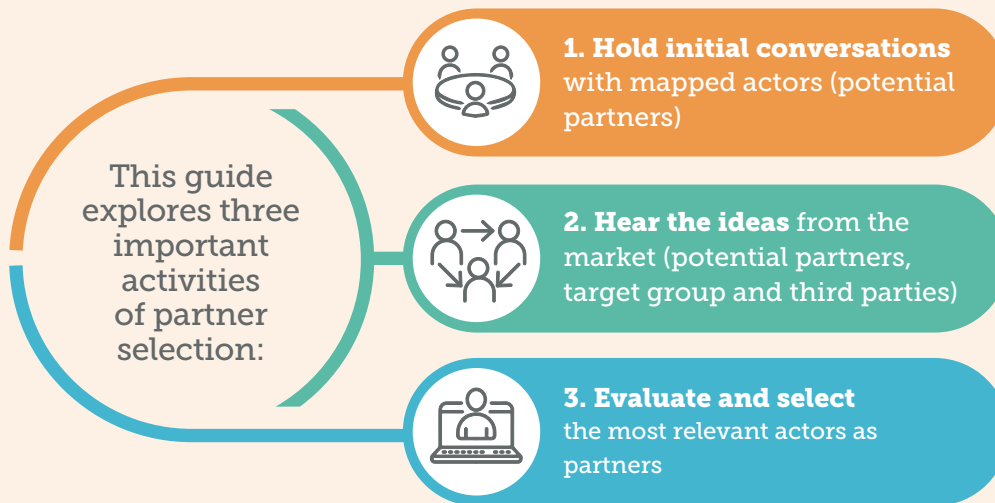 This guide
explores three
important
activities
of partner
selection:
1. Hold initial conversations
with mapped actors (potential
partners)
2. Hear the ideas from the
market (potential partners,
target group and third parties)
3. Evaluate and select
the most relevant actors as
partners